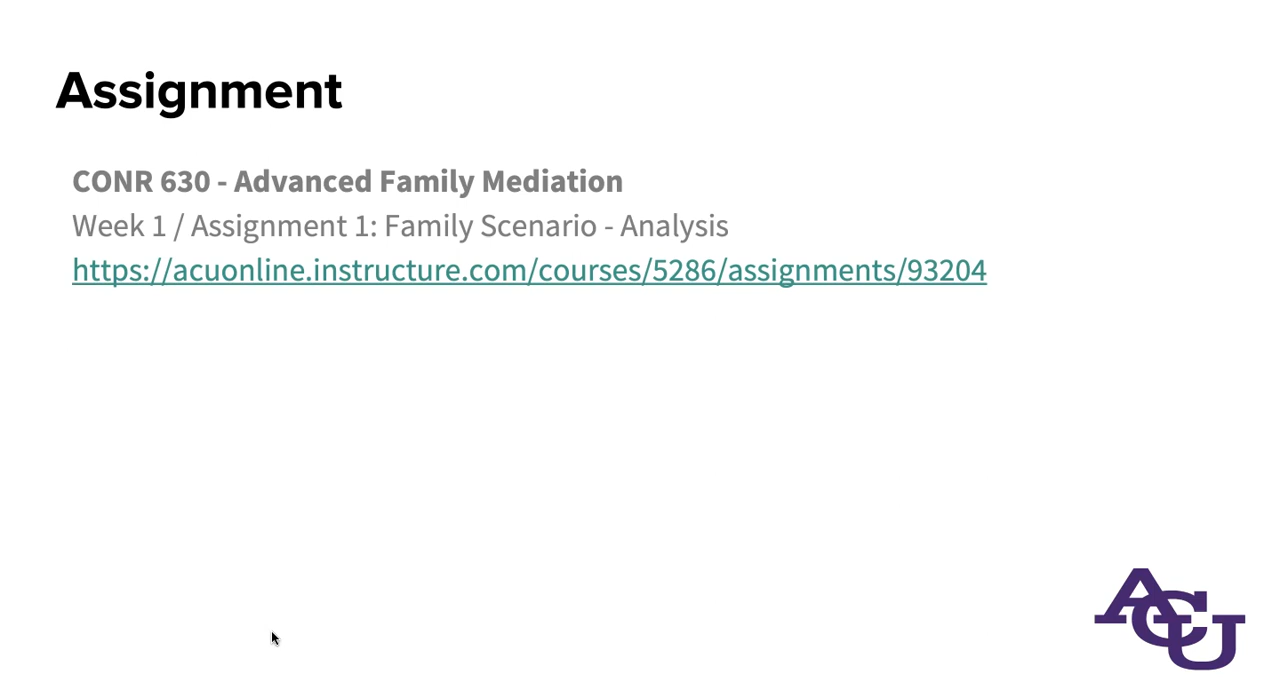 Assignment
CONR 630 - Advanced Family Mediation
Week 1 / Assignment 1: Family Scenario - Analysis
https://acuonline.instructure.com/courses/5286/assignments/93204
ACU